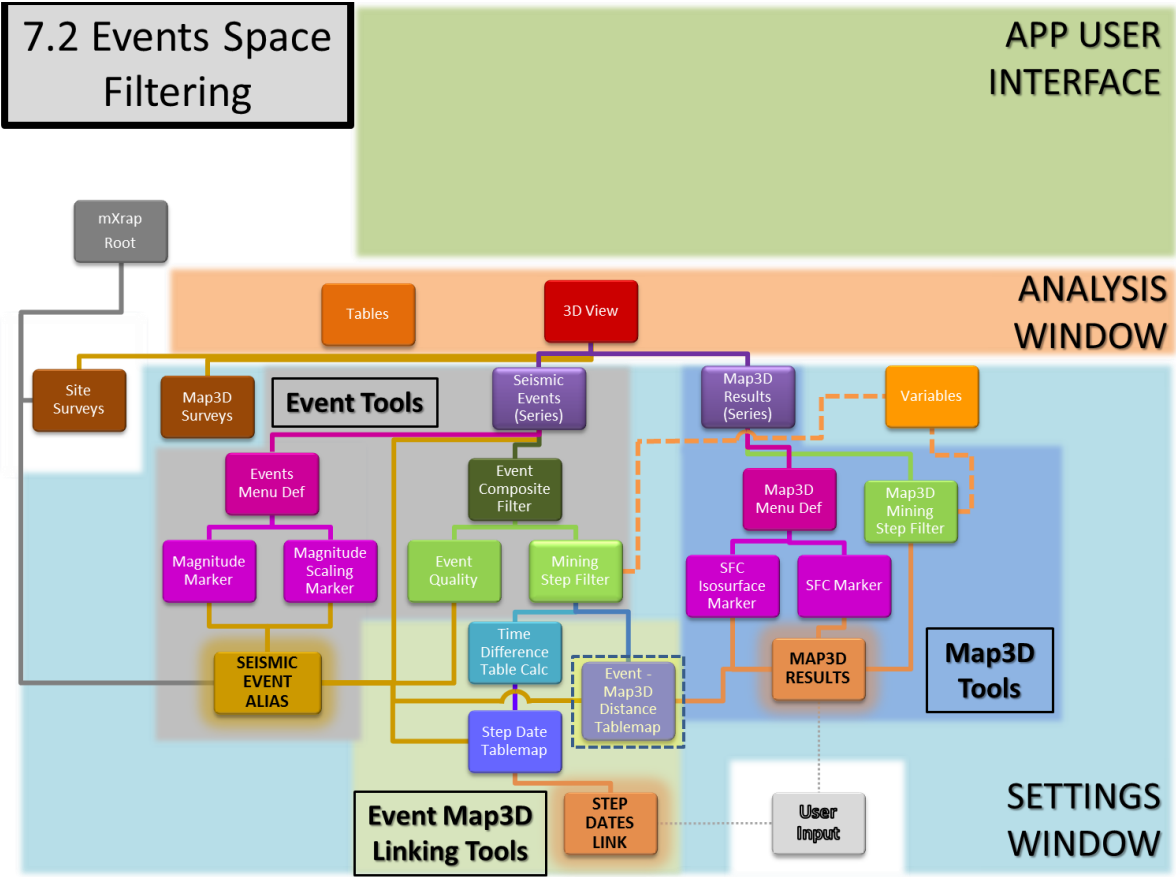 7.2 Events Space
Filtering
APP USER
INTERFACE
mXrap
Root
ANALYSIS
WINDOW
Tables
3D View
Site
Surveys
Map3D
Surveys
Event Tools
Seismic
Events
(Series)
Map3D
Results
(Series)
Variables
Events
Menu Def
Event
Composite
Filter
Map3D
Menu Def
Map3D
Mining
Step Filter
Magnitude
Marker
Magnitude
Scaling
Marker
Event
Quality
Mining
Step Filter
SFC
Isosurface
Marker
SFC Marker
Time
Difference
Table Calc
SEISMIC
EVENT
ALIAS
Event -
Map3D
Distance
Tablemap
MAP3D
RESULTS
Map3D
Tools
Step Date
Tablemap
Event Map3D
Linking Tools
STEP
DATES
LINK
User
Input
SETTINGS
WINDOW